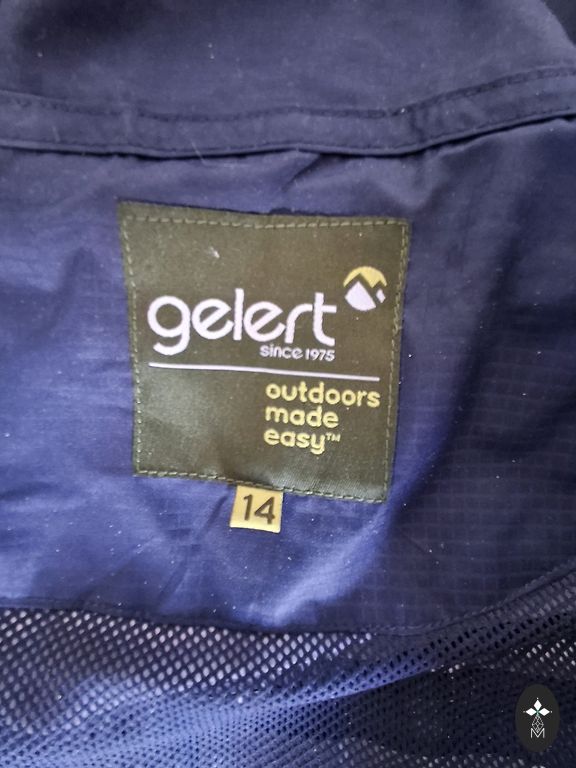 gelert
since 1975
outdoors
made
easy™
14